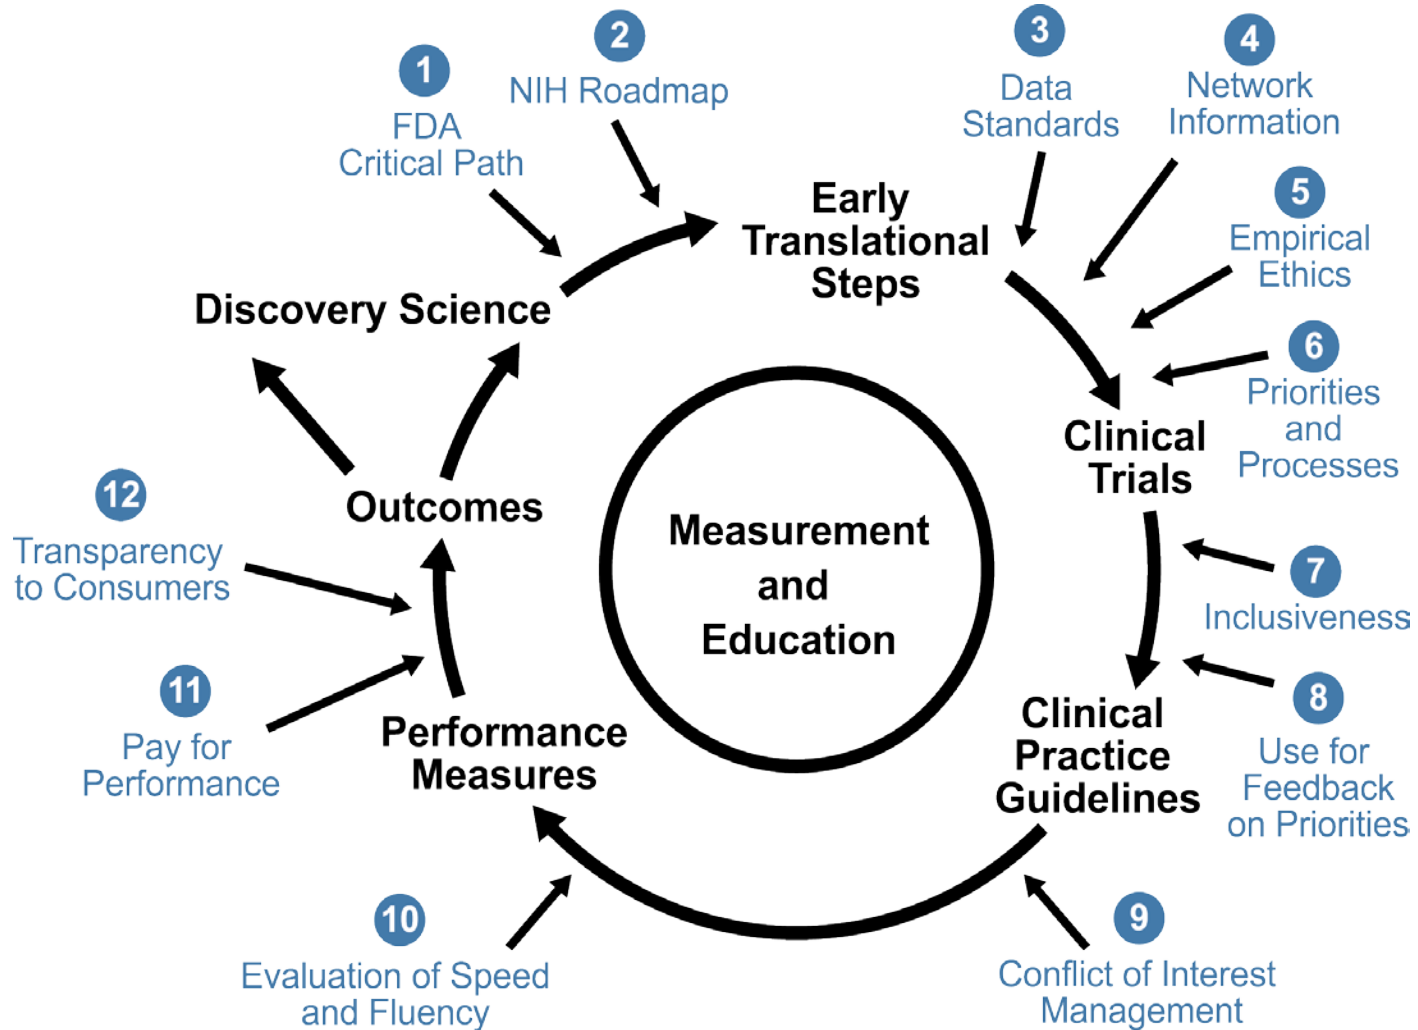 1
FDA
Critical Path
2
NIH Roadmap
3
Data
Standards
4
Network
Information
5
Empirical
Ethics
6
Priorities
and
Processes
7
Inclusiveness
8
Use for
Feedback
on Priorities
9
Conflict of Interest
Management
10
Evaluation of Speed
and Fluency
11
Pay for
Performance
12
Transparency
to Consumers
Early
Translational
Steps
Clinical
Trials
Clinical
Practice
Guidelines
Performance
Measures
Outcomes
Discovery Science
Measurement
and
Education